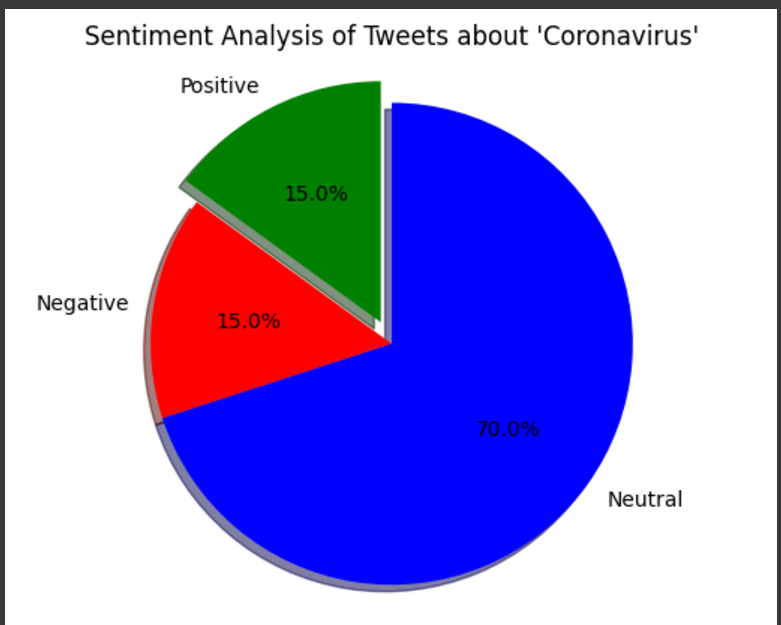 Sentiment Analysis of Tweets about 'Coronavirus'
Positive
15.0%
Negative
15.0%
70.0%
Neutral